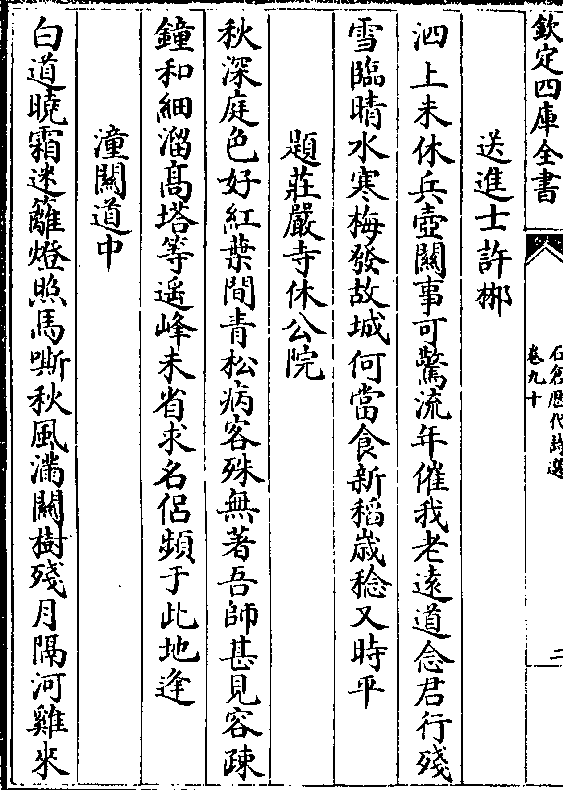 欽定四庫全書
石倉歷代詩選
卷九十
二
送進士許郴
泗上未休兵壺關事可驚流年催我老遠道念君行殘
雪臨晴水寒梅發故城何當食新稻歲稔又時平
題莊嚴寺休公院
秋深庭色好紅葉間青松病客殊無著吾師甚見容疎
鐘和細溜高塔等遥峰未省求名侣頻于此地逢
潼關道中
白道曉霜迷籬燈照馬嘶秋風滿關樹殘月隔河雞來